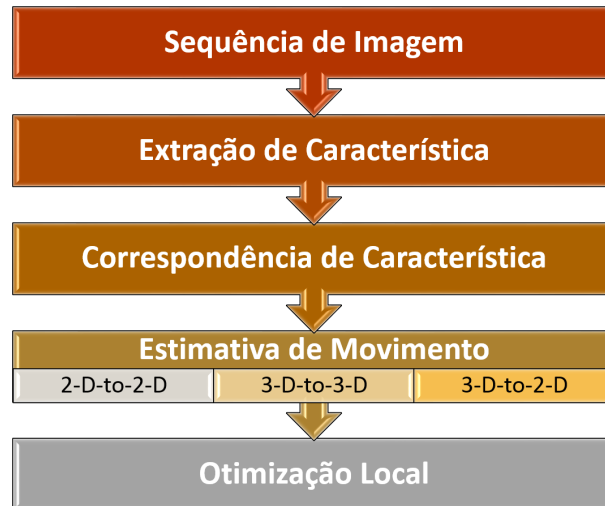 Sequência de Imagem
Extração de Característica
Correspondência de Característica
Estimativa de Movimento
2-D-to-2-D 3-D-to-3-D 3-D-to-2-D
Otimização Local